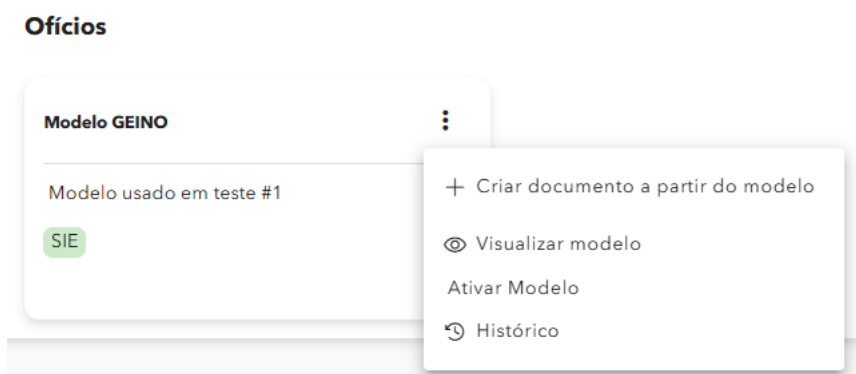 Ofícios
Modelo GEINO
Modelo usado em teste #1
SIE
Criar documento a partir do modelo
Visualizar modelo
Ativar Modelo
Histórico